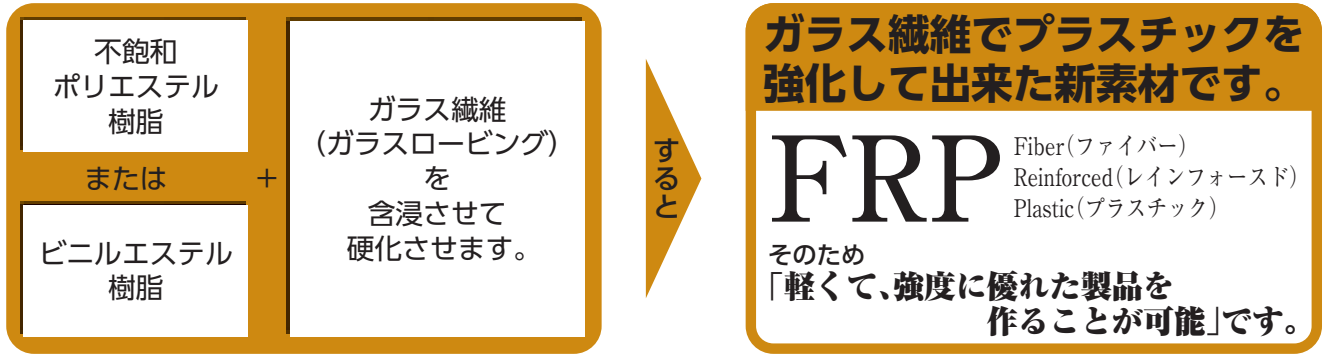 不飽和
ポリエステル
樹脂
または
ビニルエステル
樹脂
＋
ガラス繊維
（ガラスロービング）
を
含浸させて
硬化させます。
すると
ガラス繊維でプラスチックを
強化して出来た新素材です。
FRP
Fiber（ファイバー）
Reinforced（レインフォースド）
Plastic（プラスチック）
そのため
「軽くて、強度に優れた製品を
作ることが可能」です。